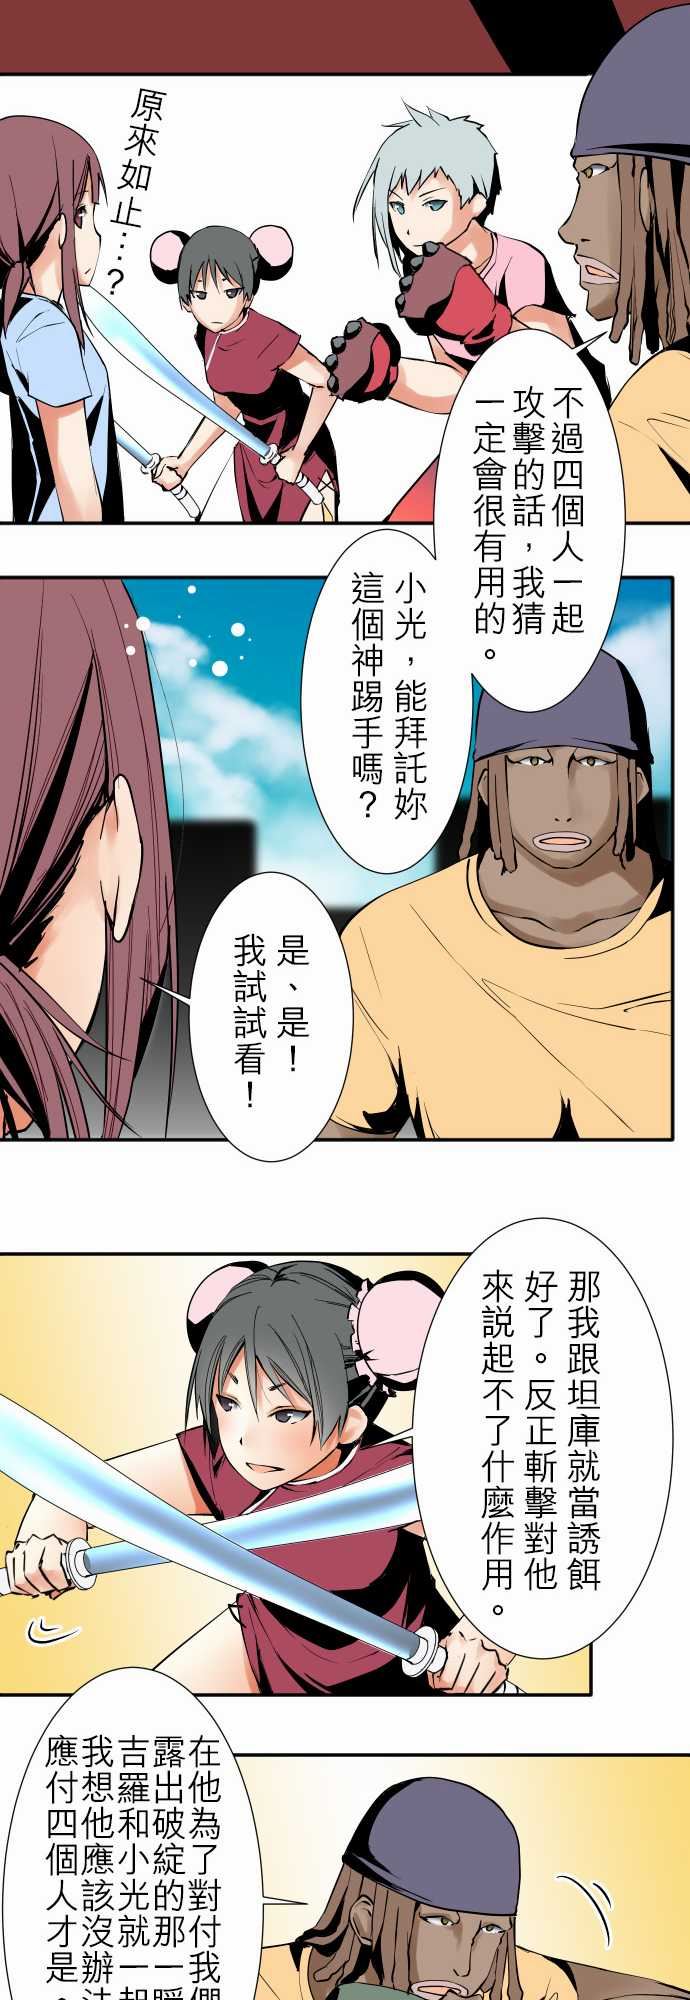 原來如止…?
不過四個人一起
攻擊的話，我猜
一定會很有用的。
小光，能拜託妳
這個神踢手嗎？
是、是！
我試試看！
那我跟坦庫就當誘餌
好了。反正斬擊對他
來説起不了什麼作用。
在他為了對付我們
露出破綻的那一瞬
吉羅和小光就一起
我想他應該沒辦法
應付四個人才是。